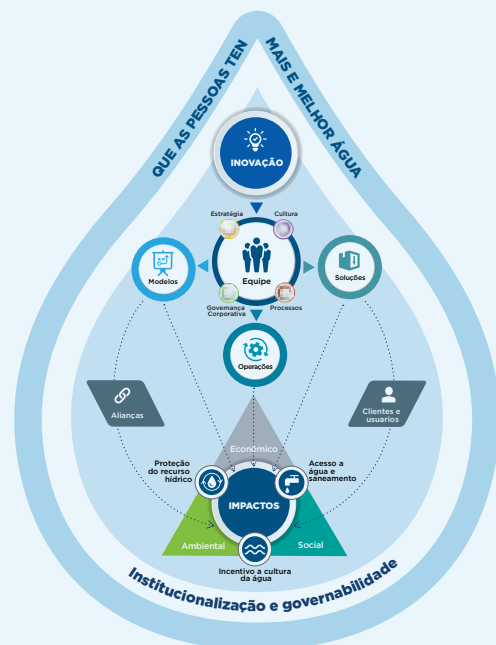 QUE AS PESSOAS TEN
MAIS E MELHOR ÁGUA
INOVAÇÃO
Estratégia
Cultura
Modelos
Equipe
Soluções
Governança
Corporativa
Processos
Operações
Alianças
Clientes e
usuarios
Económico
Proteção
do recurso
hídrico
Acesso a
água e
saneamento
IMPACTOS
Ambiental
Social
Incentivo a cultura
da água
Institucionalização e governabilidade